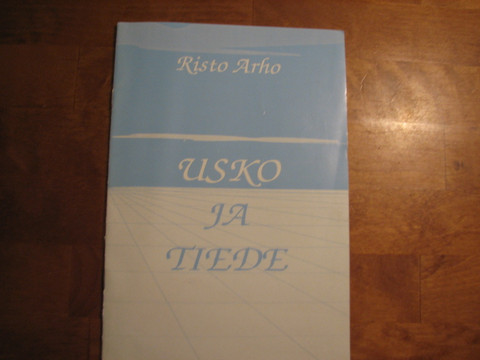 Risto Arho
USKO
JA
TIEDE